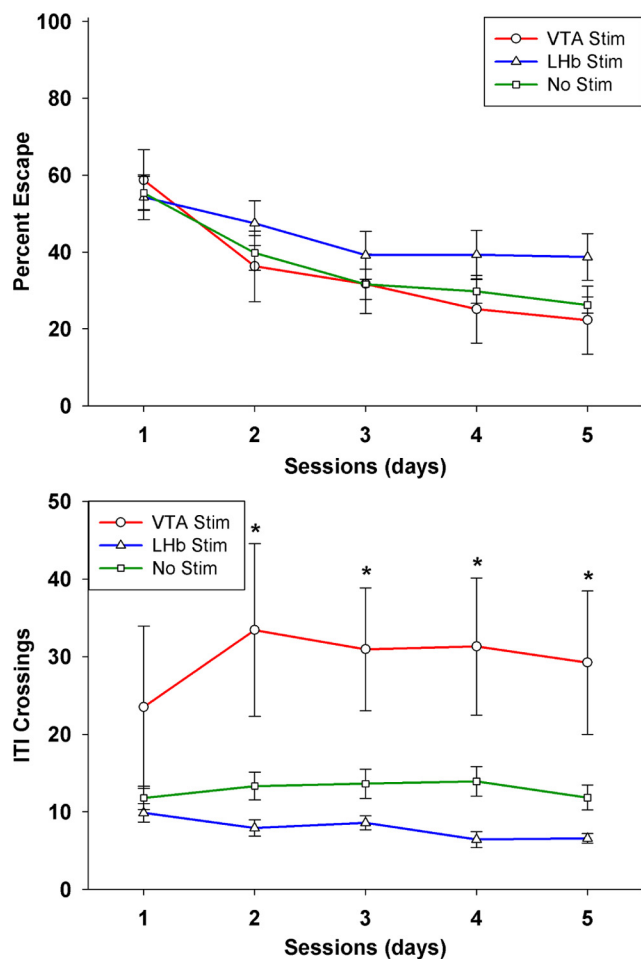 100
80
60
40
20
0
Percent Escape
VTA Stim
LHb Stim
No Stim
1 2 3 4 5
Sessions (days)
50
40
30
20
10
0
ITI Crossings
VTA Stim
LHb Stim
No Stim
* * * *
1 2 3 4 5
Sessions (days)